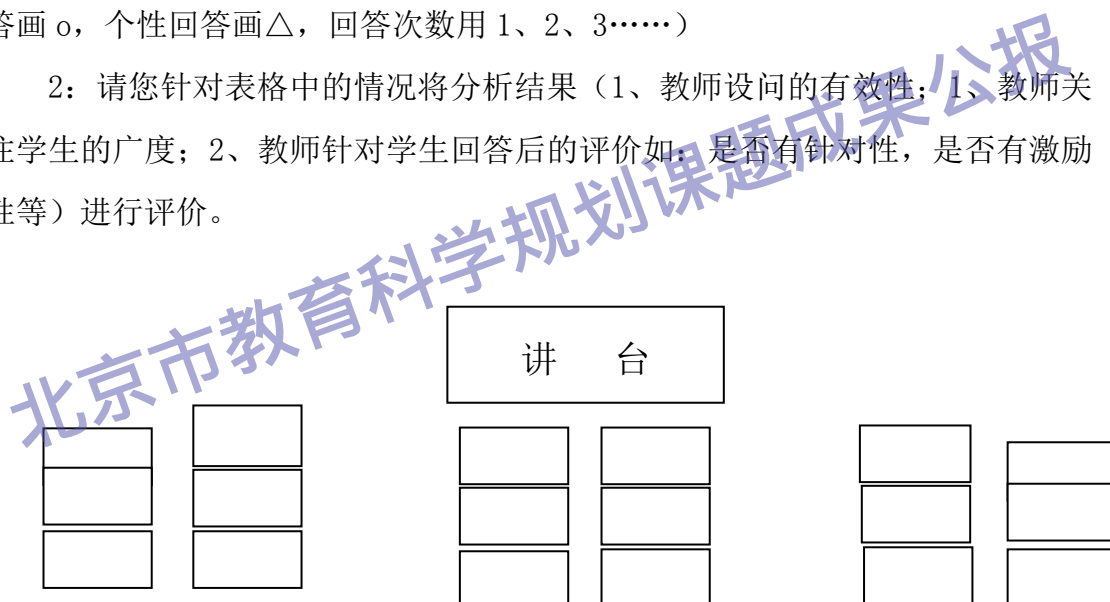 答画 o，个性回答画△，回答次数用 1、2、3……）
2：请您针对表格中的情况将分析结果（1、教师设问的有效性；1、教师关
注学生的广度；2、教师针对学生回答后的评价如：是否有针对性，是否有激励
性等）进行评价。
北京市教育科学规划课题成果公报
讲 台